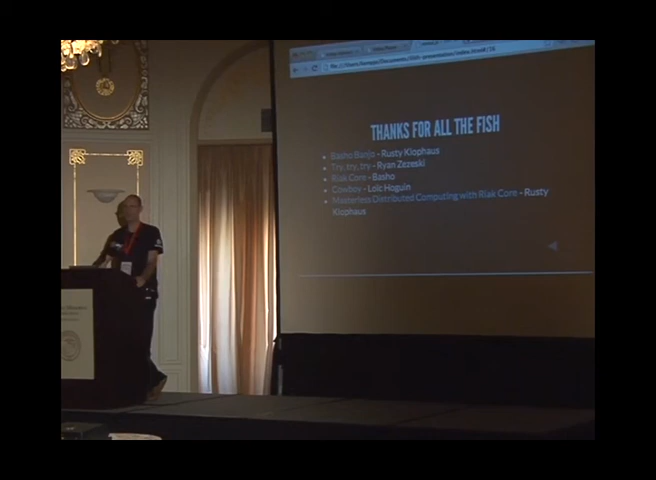 THANKS FOR ALL THE FISH
Basho Banjo - Rusty Klophaus
Try, try, try - Ryan Zezeski
Riak Core - Basho
Cowboy - Loïc Hoguin
Masterless Distributed Computing with Riak Core - Rusty
Klophaus